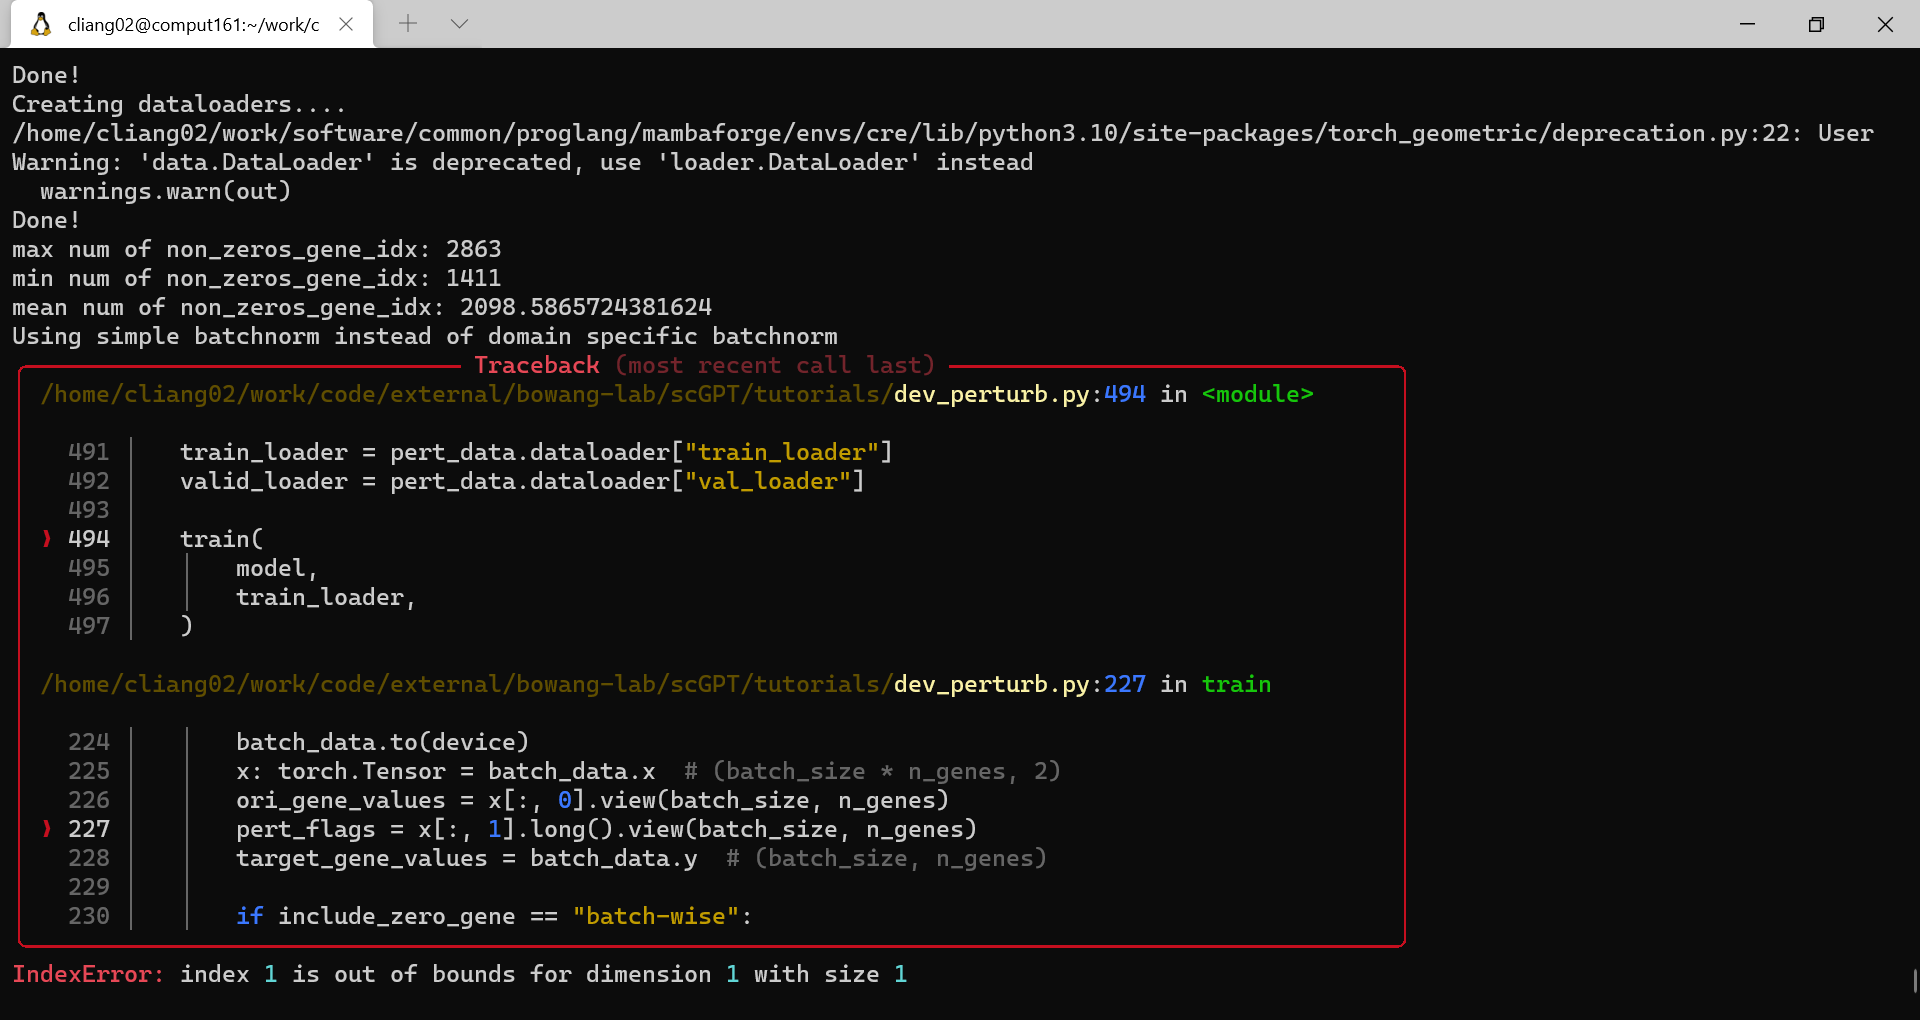 cliang02@comput161:~/work/c
Done!
Creating dataloaders....
/home/cliang02/work/software/common/proglang/mambaforge/envs/cre/lib/python3.10/site-packages/torch_geometric/deprecation.py:22: User
Warning: 'data.DataLoader' is deprecated, use 'loader.DataLoader' instead
  warnings.warn(out)
Done!
max num of non_zeros_gene_idx: 2863
min num of non_zeros_gene_idx: 1411
mean num of non_zeros_gene_idx: 2098.5865724381624
Using simple batchnorm instead of domain specific batchnorm
Traceback (most recent call last)
/home/cliang02/work/code/external/bowang-lab/scGPT/tutorials/dev_perturb.py:494 in <module>
491 train_loader = pert_data.dataloader["train_loader"]
492 valid_loader = pert_data.dataloader["val_loader"]
493
❱ 494 train(
495 model,
496 train_loader,
497 )
/home/cliang02/work/code/external/bowang-lab/scGPT/tutorials/dev_perturb.py:227 in train
224 batch_data.to(device)
225 x: torch.Tensor = batch_data.x  # (batch_size * n_genes, 2)
226 ori_gene_values = x[:, 0].view(batch_size, n_genes)
❱ 227 pert_flags = x[:, 1].long().view(batch_size, n_genes)
228 target_gene_values = batch_data.y  # (batch_size, n_genes)
229
230 if include_zero_gene == "batch-wise":
IndexError: index 1 is out of bounds for dimension 1 with size 1